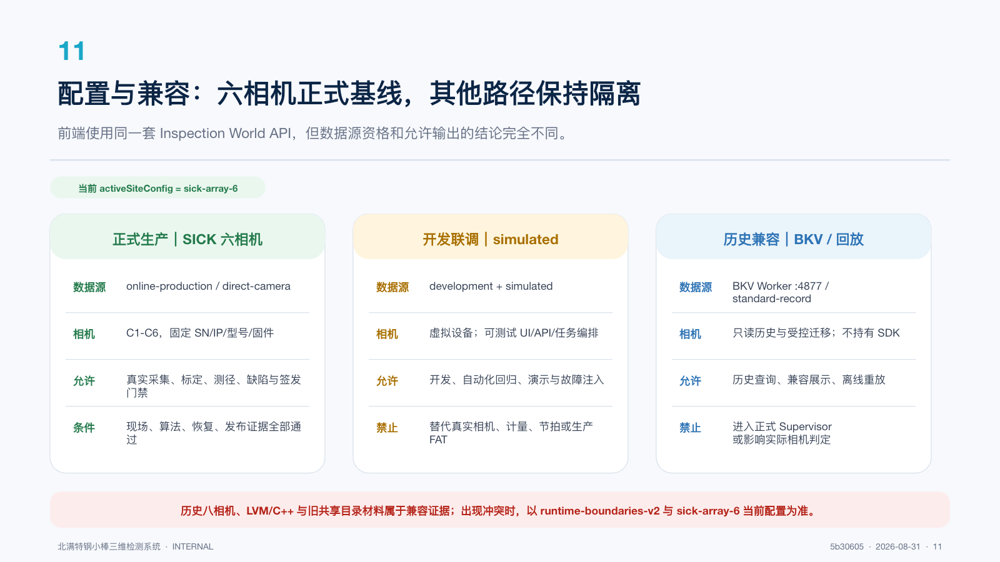 11
配置与兼容：六相机正式基线，其他路径保持隔离
前端使用同一套 Inspection World API，但数据源资格和允许输出的结论完全不同。
当前 activeSiteConfig = sick-array-6
正式生产｜SICK 六相机
数据源 online-production / direct-camera
相机 C1-C6，固定 SN/IP/型号/固件
允许 真实采集、标定、测径、缺陷与签发
门禁
条件 现场、算法、恢复、发布证据全部通
过
开发联调｜simulated
数据源 development + simulated
相机 虚拟设备；可测试 UI/API/任务编排
允许 开发、自动化回归、演示与故障注入
禁止 替代真实相机、计量、节拍或生产
FAT
历史兼容｜BKV / 回放
数据源 BKV Worker :4877 /
standard-record
相机 只读历史与受控迁移；不持有 SDK
允许 历史查询、兼容展示、离线重放
禁止 进入正式 Supervisor
或影响实际相机判定
历史八相机、LVM/C++ 与旧共享目录材料属于兼容证据；出现冲突时，以 runtime-boundaries-v2 与 sick-array-6 当前配置为准。
北满特钢小棒三维检测系统 · INTERNAL
5b30605 · 2026-08-31 · 11